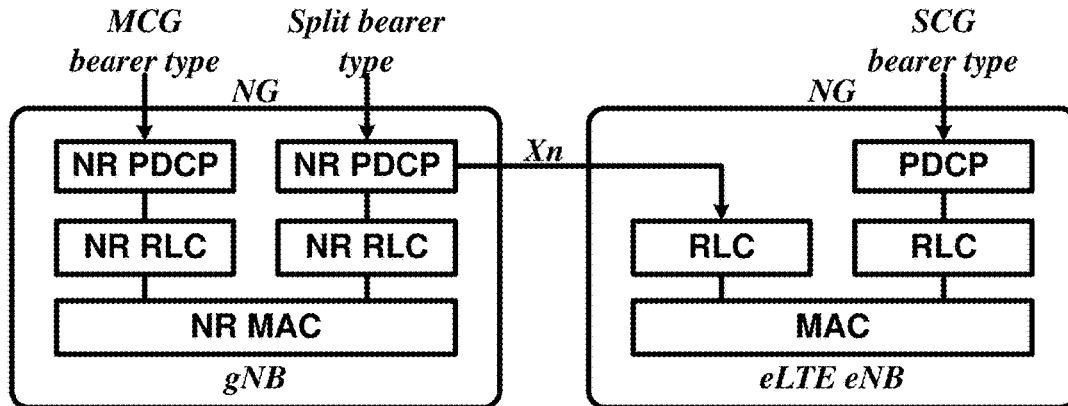 MCG
bearer type
Split bearer
type
SCG
bearer type
NG
NG
NR PDCP
NR PDCP
Xn
PDCP
NR RLC
NR RLC
RLC
RLC
NR MAC
MAC
gNB
eLTE eNB